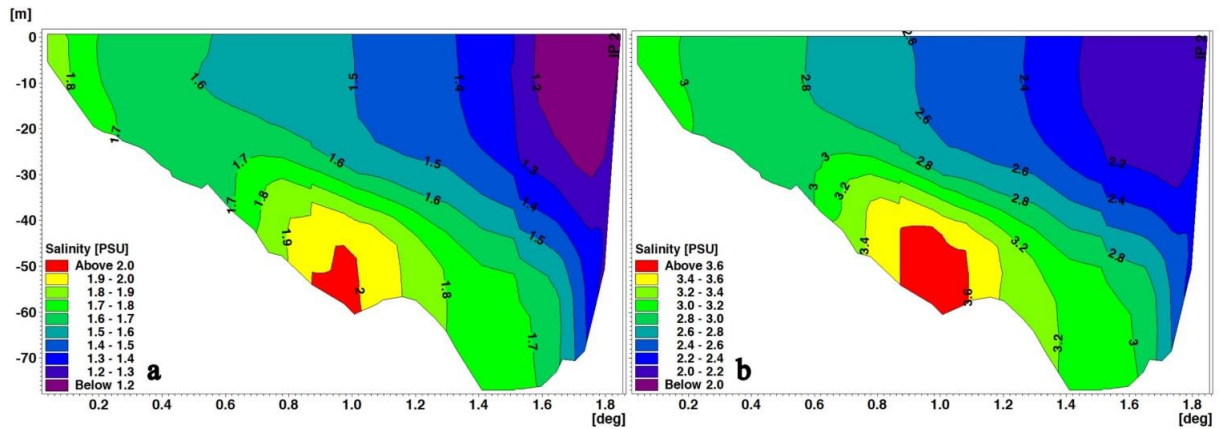 [m]
0
-10
-20
-30
-40
-50
-60
-70
1.8
1.7
1.6
1.5
1.4
1.2
IP 2
1.7
1.6
1.5
1.3
1.7
1.8
1.6
1.4
1.9
1.5
2
1.8
1.7
Salinity [PSU]
Above 2.0
1.9 - 2.0
1.8 - 1.9
1.7 - 1.8
1.6 - 1.7
1.5 - 1.6
1.4 - 1.5
1.3 - 1.4
1.2 - 1.3
Below 1.2
a
0.2 0.4 0.6 0.8 1.0 1.2 1.4 1.6 1.8
[deg]
2.6
IP 2
3
2.8
2.4
2.6
3
2.8
2.6
2.2
3
3.2
2.8
2.4
3.4
3.2
2.8
3.6
3.2
3
Salinity [PSU]
Above 3.6
3.4 - 3.6
3.2 - 3.4
3.0 - 3.2
2.8 - 3.0
2.6 - 2.8
2.4 - 2.6
2.2 - 2.4
2.0 - 2.2
Below 2.0
b
0.2 0.4 0.6 0.8 1.0 1.2 1.4 1.6 1.8
[deg]